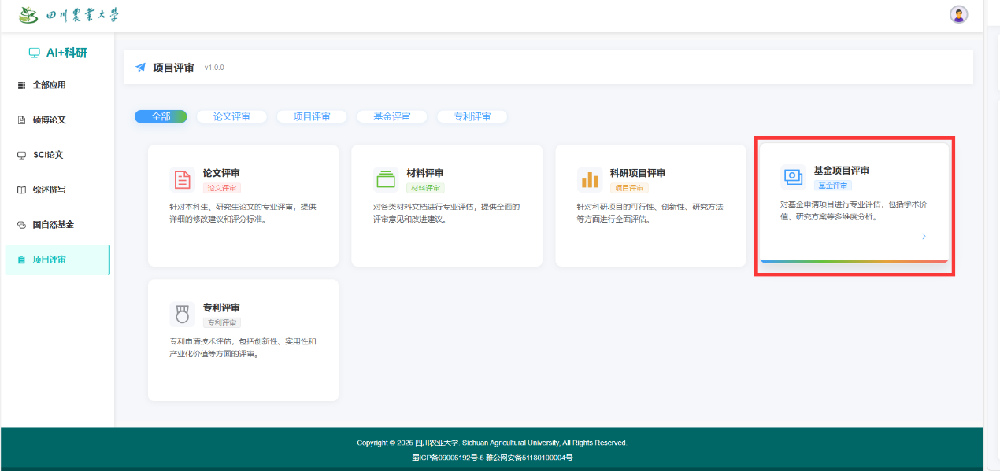 四川農業大学
AI+科研
全部应用
硕博论文
SCI论文
综述撰写
国自然基金
项目评审
项目评审 v1.0.0
全部 论文评审 项目评审 基金评审 专利评审
论文评审
论文评审
针对本科生、研究生论文的专业评审，提供
详细的修改建议和评分标准。
材料评审
材料评审
对各类材料文档进行专业评估，提供全面的
评审意见和改进建议。
科研项目评审
项目评审
针对科研项目的可行性、创新性、研究方法
等方面进行全面评估。
基金项目评审
基金评审
对基金申请项目进行专业评估，包括学术价
值、研究方案等多维度分析。
专利评审
专利评审
专利申请技术评估，包括创新性、实用性和
产业化价值等方面的评审。
Copyright © 2025 四川农业大学. Sichuan Agricultural University, All Rights Reserved.
蜀ICP备09006192号-5 雅公网安备51180100004号